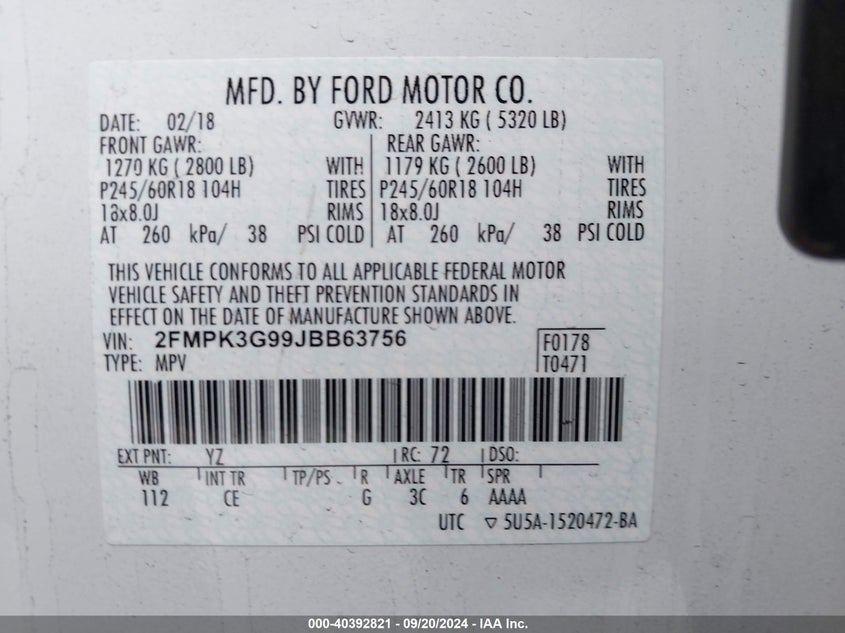 MFD. BY FORD MOTOR CO.
DATE: 02/18 GVWR: 2413 KG ( 5320 LB)
FRONT GAWR: REAR GAWR:
1270 KG ( 2800 LB) WITH 1179 KG ( 2600 LB) WITH
P245/60R18 104H TIRES P245/60R18 104H TIRES
18x8.0J RIMS 18x8.0J RIMS
AT 260 kPa/ 38 PSI COLD AT 260 kPa/ 38 PSI COLD
THIS VEHICLE CONFORMS TO ALL APPLICABLE FEDERAL MOTOR
VEHICLE SAFETY AND THEFT PREVENTION STANDARDS IN
EFFECT ON THE DATE OF MANUFACTURE SHOWN ABOVE.
VIN: 2FMPK3G99JBB63756 F0178
TYPE: MPV T0471
EXT PNT: YZ RC: 72 DSO:
WB INT TR TP/PS R AXLE TR SPR
112 CE G 3C 6 AAAA
UTC ▽ 5U5A-1520472-BA
000-40392821 - 09/20/2024 - IAA Inc.